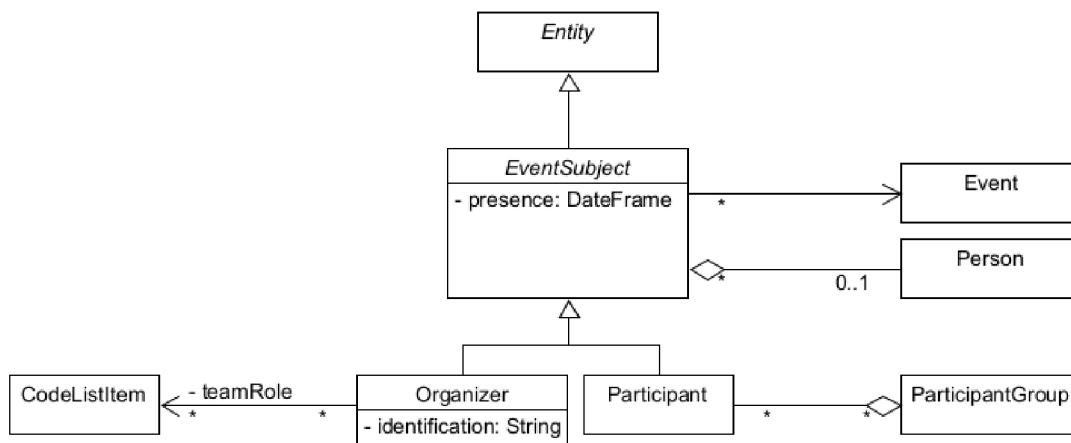 Entity
EventSubject
- presence: DateFrame
*
Event
*
0..1
Person
CodeListItem
- teamRole
*
*
Organizer
- identification: String
Participant
*
*
ParticipantGroup